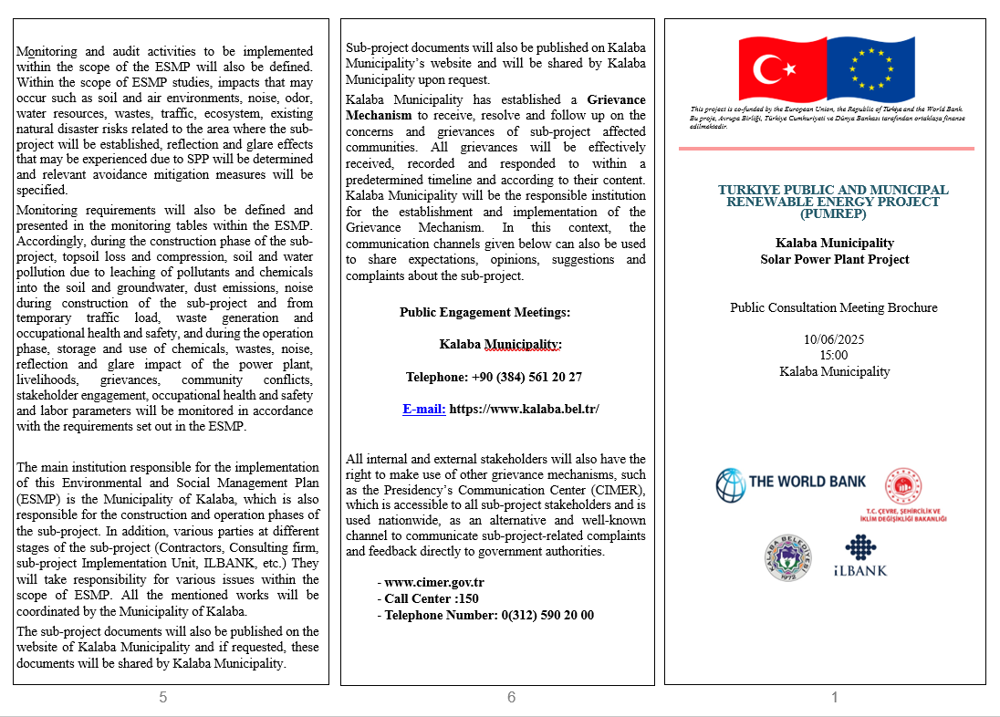 Monitoring and audit activities to be implemented
within the scope of the ESMP will also be defined.
Within the scope of ESMP studies, impacts that may
occur such as soil and air environments, noise, odor,
water resources, wastes, traffic, ecosystem, existing
natural disaster risks related to the area where the sub-
project will be established, reflection and glare effects
that may be experienced due to SPP will be determined
and relevant avoidance mitigation measures will be
specified.
Monitoring requirements will also be defined and
presented in the monitoring tables within the ESMP.
Accordingly, during the construction phase of the sub-
project, topsoil loss and compression, soil and water
pollution due to leaching of pollutants and chemicals
into the soil and groundwater, dust emissions, noise
during construction of the sub-project and from
temporary traffic load, waste generation and
occupational health and safety, and during the operation
phase, storage and use of chemicals, wastes, noise,
reflection and glare impact of the power plant,
livelihoods, grievances, community conflicts,
stakeholder engagement, occupational health and safety
and labor parameters will be monitored in accordance
with the requirements set out in the ESMP.
The main institution responsible for the implementation
of this Environmental and Social Management Plan
(ESMP) is the Municipality of Kalaba, which is also
responsible for the construction and operation phases of
the sub-project. In addition, various parties at different
stages of the sub-project (Contractors, Consulting firm,
sub-project Implementation Unit, ILBANK, etc.) They
will take responsibility for various issues within the
scope of ESMP. All the mentioned works will be
coordinated by the Municipality of Kalaba.
The sub-project documents will also be published on the
website of Kalaba Municipality and if requested, these
documents will be shared by Kalaba Municipality.
5
Sub-project documents will also be published on Kalaba
Municipality's website and will be shared by Kalaba
Municipality upon request.
Kalaba Municipality has established a Grievance
Mechanism to receive, resolve and follow up on the
concerns and grievances of sub-project affected
communities. All grievances will be effectively
received, recorded and responded to within a
predetermined timeline and according to their content.
Kalaba Municipality will be the responsible institution
for the establishment and implementation of the
Grievance Mechanism. In this context, the
communication channels given below can also be used
to share expectations, opinions, suggestions and
complaints about the sub-project.
Public Engagement Meetings:
Kalaba Municipality:
Telephone: +90 (384) 561 20 27
E-mail: https://www.kalaba.bel.tr/
All internal and external stakeholders will also have the
right to make use of other grievance mechanisms, such
as the Presidency's Communication Center (CIMER),
which is accessible to all sub-project stakeholders and is
used nationwide, as an alternative and well-known
channel to communicate sub-project-related complaints
and feedback directly to government authorities.
- www.cimer.gov.tr
- Call Center :150
- Telephone Number: 0(312) 590 20 00
6
This project is co-funded by the European Union, the Republic of Türkiye and the World Bank.
Bu proje, Avrupa Birliği, Türkiye Cumhuriyeti ve Dünya Bankası tarafından ortaklaşa finanse
edilmektedir.
TURKIYE PUBLIC AND MUNICIPAL
RENEWABLE ENERGY PROJECT
(PUMREP)
Kalaba Municipality
Solar Power Plant Project
Public Consultation Meeting Brochure
10/06/2025
15:00
Kalaba Municipality
THE WORLD BANK
T.C. ÇEVRE, ŞEHİRCİLİK VE
İKLİM DEĞİŞİKLİĞİ BAKANLIĞI
KALABA BELEDİYESİ
1972
iLBANK
1